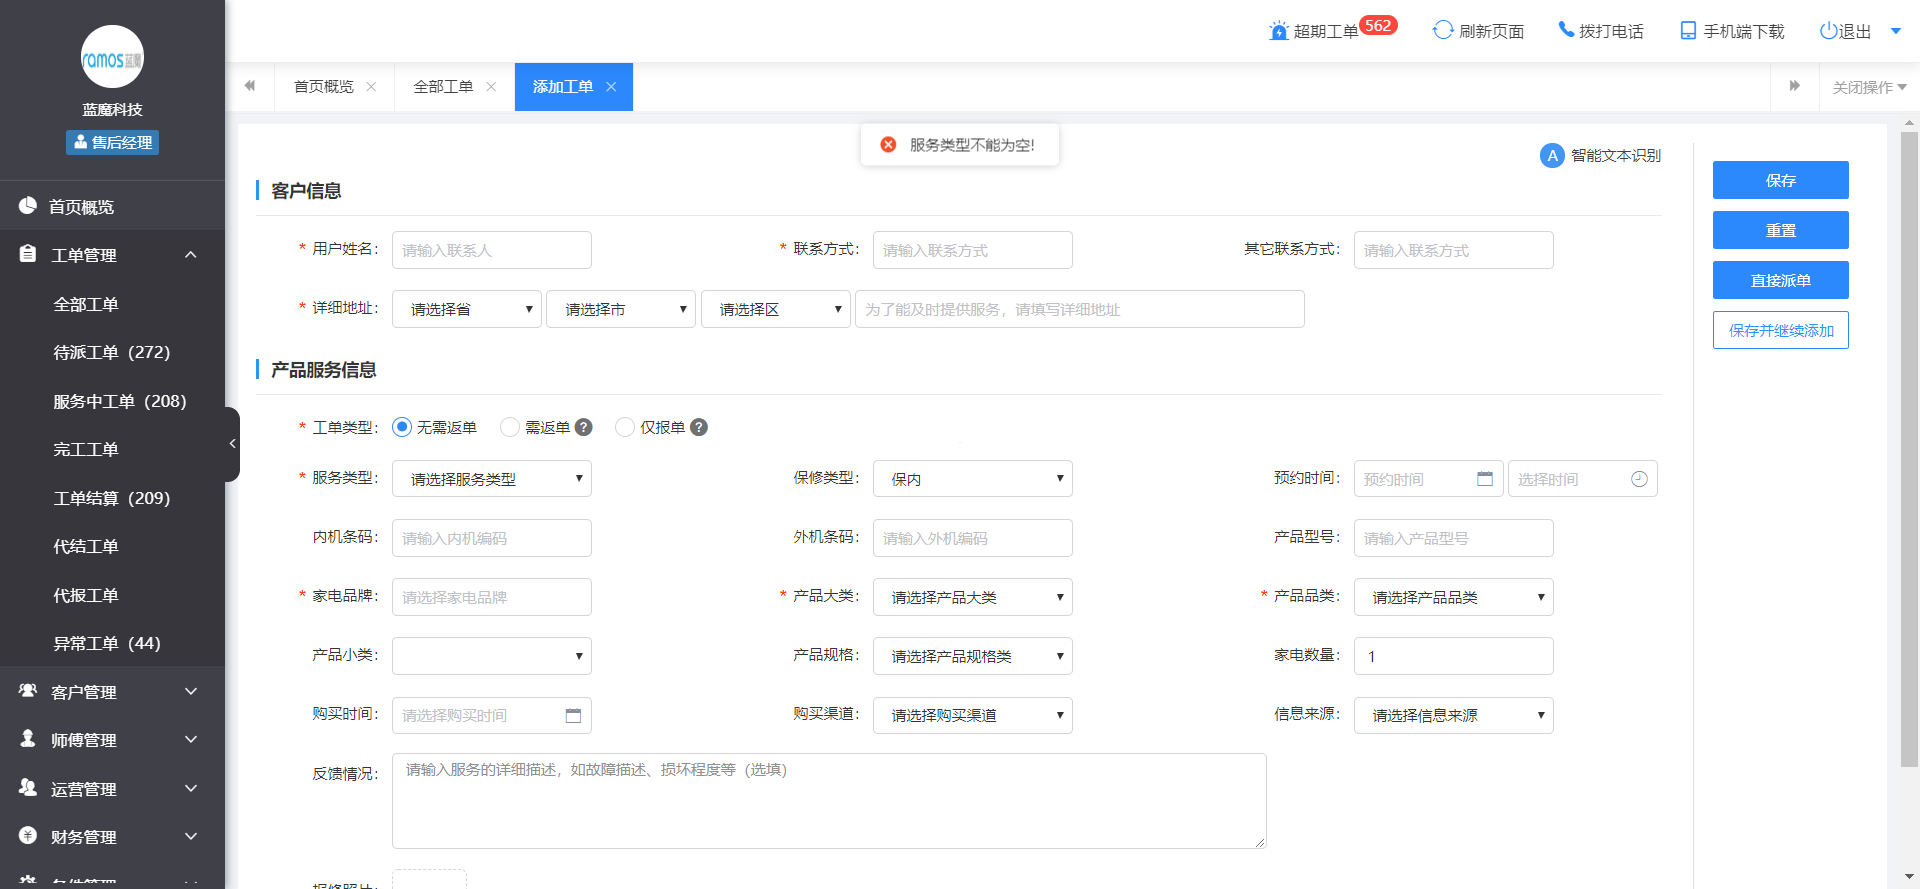 ramos蓝魔
蓝魔科技
售后经理
首页概览
工单管理
全部工单
待派工单（272）
服务中工单（208）
完工工单
工单结算（209）
代结工单
代报工单
异常工单（44）
客户管理
师傅管理
运营管理
财务管理
超期工单 562 刷新页面 拨打电话 手机端下载 退出
首页概览 全部工单 添加工单 关闭操作
服务类型不能为空!
A 智能文本识别
客户信息
* 用户姓名： 请输入联系人 * 联系方式： 请输入联系方式 其它联系方式： 请输入联系方式
* 详细地址： 请选择省 请选择市 请选择区 为了能及时提供服务，请填写详细地址
产品服务信息
* 工单类型： 无需返单 需返单 ? 仅报单 ?
* 服务类型： 请选择服务类型 保修类型： 保内 预约时间： 预约时间 选择时间
内机条码： 请输入内机编码 外机条码： 请输入外机编码 产品型号： 请输入产品型号
* 家电品牌： 请选择家电品牌 * 产品大类： 请选择产品大类 * 产品品类： 请选择产品品类
产品小类： 产品规格： 请选择产品规格类 家电数量： 1
购买时间： 请选择购买时间 购买渠道： 请选择购买渠道 信息来源： 请选择信息来源
反馈情况： 请输入服务的详细描述，如故障描述、损坏程度等（选填）
保存
重置
直接派单
保存并继续添加